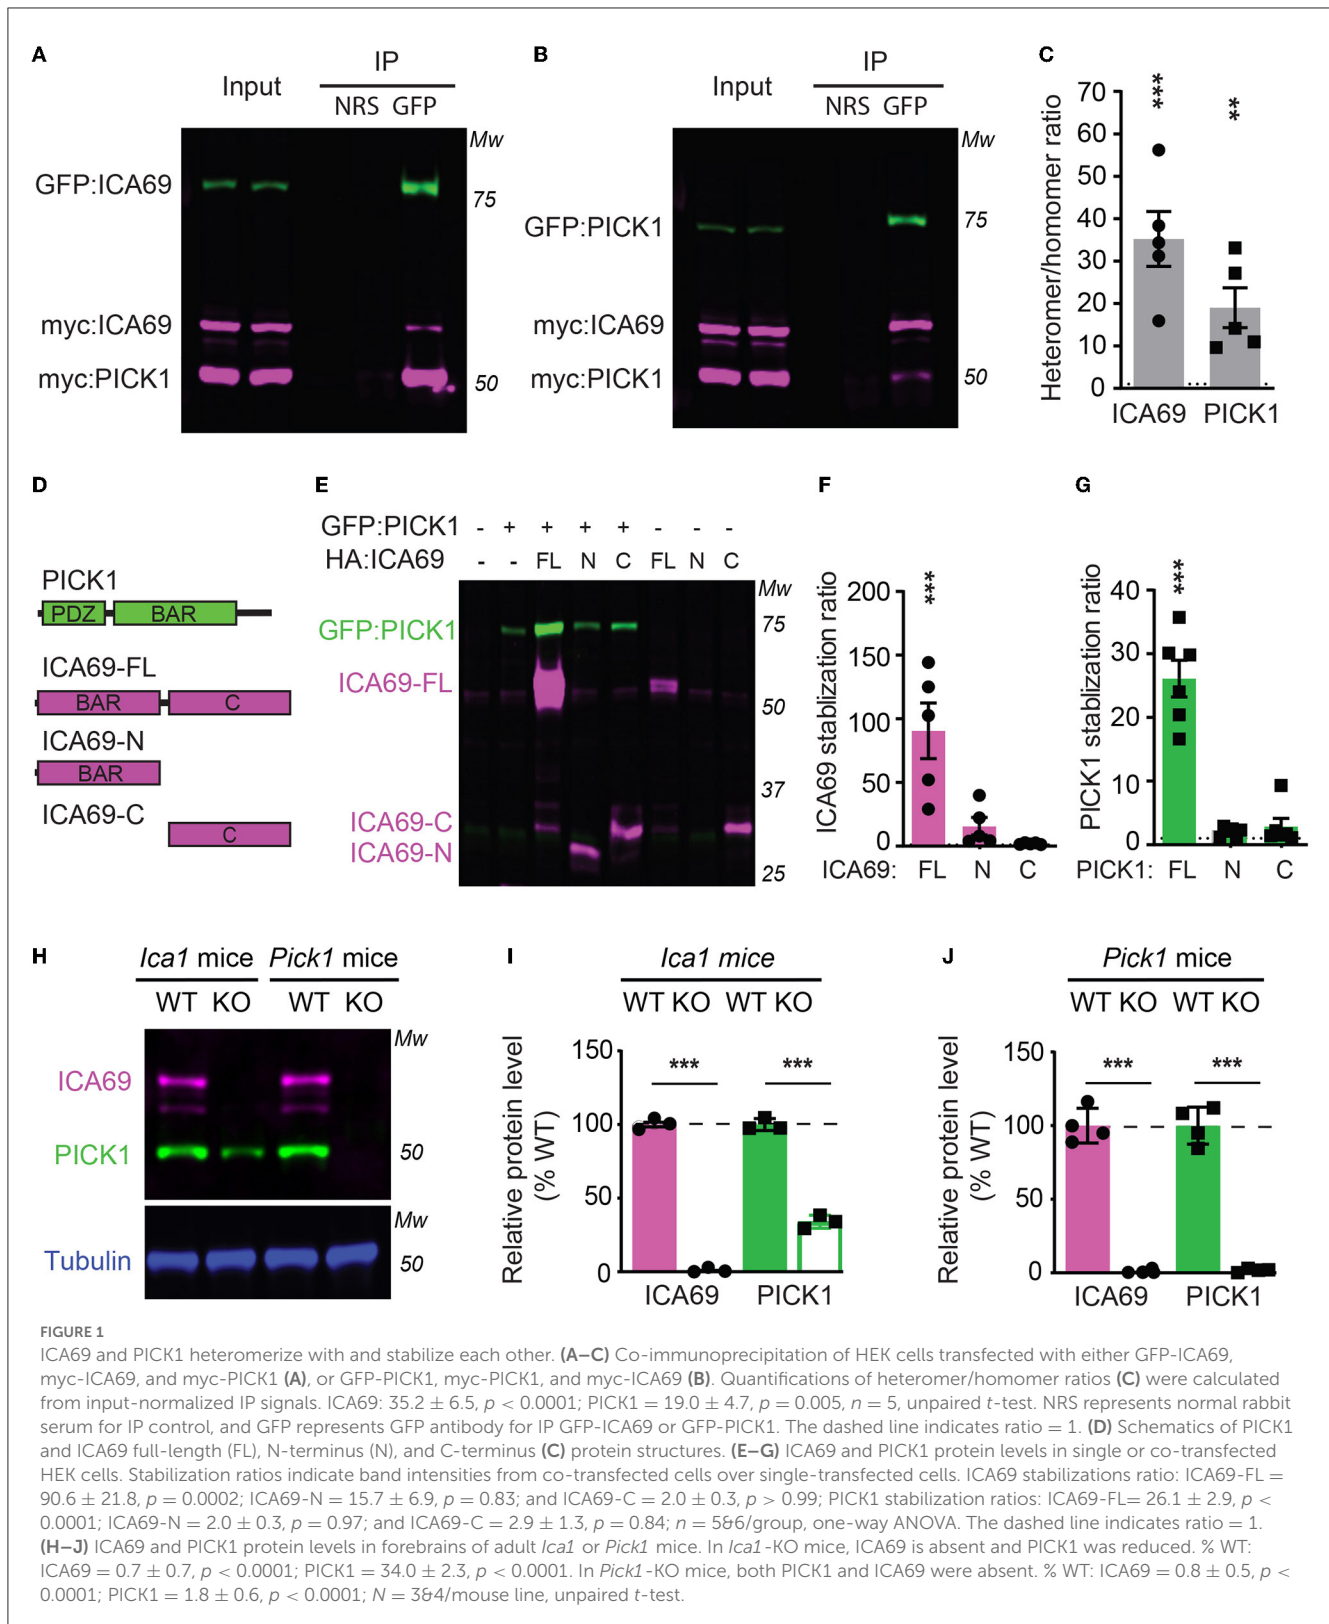 A
IP
Input
NRS GFP
Mw
GFP:ICA69
75
myc:ICA69
myc:PICK1
50
B
IP
Input
NRS GFP
Mw
75
GFP:PICK1
myc:ICA69
myc:PICK1
50
C
Heteromer/homomer ratio
70
60
50
40
30
20
10
0
***
**
ICA69 PICK1
D
PICK1
PDZ BAR
ICA69-FL
BAR C
ICA69-N
BAR
ICA69-C
C
E
GFP:PICK1 - + + + + - - -
HA:ICA69 - - FL N C FL N C
Mw
GFP:PICK1
75
ICA69-FL
50
37
ICA69-C
ICA69-N
25
F
ICA69 stablization ratio
200
150
100
50
0
***
ICA69: FL N C
G
PICK1 stablization ratio
40
30
20
10
0
***
PICK1: FL N C
H
Ica1 mice Pick1 mice
WT KO WT KO
Mw
ICA69
PICK1
50
Mw
Tubulin
50
I
Ica1 mice
WT KO WT KO
Relative protein level
(% WT)
150
100
50
0
*** ***
ICA69 PICK1
J
Pick1 mice
WT KO WT KO
Relative protein level
(% WT)
150
100
50
0
*** ***
ICA69 PICK1
FIGURE 1
ICA69 and PICK1 heteromerize with and stabilize each other. (A–C) Co-immunoprecipitation of HEK cells transfected with either GFP-ICA69,
myc-ICA69, and myc-PICK1 (A), or GFP-PICK1, myc-PICK1, and myc-ICA69 (B). Quantifications of heteromer/homomer ratios (C) were calculated
from input-normalized IP signals. ICA69: 35.2 ± 6.5, p < 0.0001; PICK1 = 19.0 ± 4.7, p = 0.005, n = 5, unpaired t-test. NRS represents normal rabbit
serum for IP control, and GFP represents GFP antibody for IP GFP-ICA69 or GFP-PICK1. The dashed line indicates ratio = 1. (D) Schematics of PICK1
and ICA69 full-length (FL), N-terminus (N), and C-terminus (C) protein structures. (E–G) ICA69 and PICK1 protein levels in single or co-transfected
HEK cells. Stabilization ratios indicate band intensities from co-transfected cells over single-transfected cells. ICA69 stabilizations ratio: ICA69-FL =
90.6 ± 21.8, p = 0.0002; ICA69-N = 15.7 ± 6.9, p = 0.83; and ICA69-C = 2.0 ± 0.3, p > 0.99; PICK1 stabilization ratios: ICA69-FL= 26.1 ± 2.9, p <
0.0001; ICA69-N = 2.0 ± 0.3, p = 0.97; and ICA69-C = 2.9 ± 1.3, p = 0.84; n = 5&6/group, one-way ANOVA. The dashed line indicates ratio = 1.
(H–J) ICA69 and PICK1 protein levels in forebrains of adult Ica1 or Pick1 mice. In Ica1-KO mice, ICA69 is absent and PICK1 was reduced. % WT:
ICA69 = 0.7 ± 0.7, p < 0.0001; PICK1 = 34.0 ± 2.3, p < 0.0001. In Pick1-KO mice, both PICK1 and ICA69 were absent. % WT: ICA69 = 0.8 ± 0.5, p <
0.0001; PICK1 = 1.8 ± 0.6, p < 0.0001; N = 3&4/mouse line, unpaired t-test.